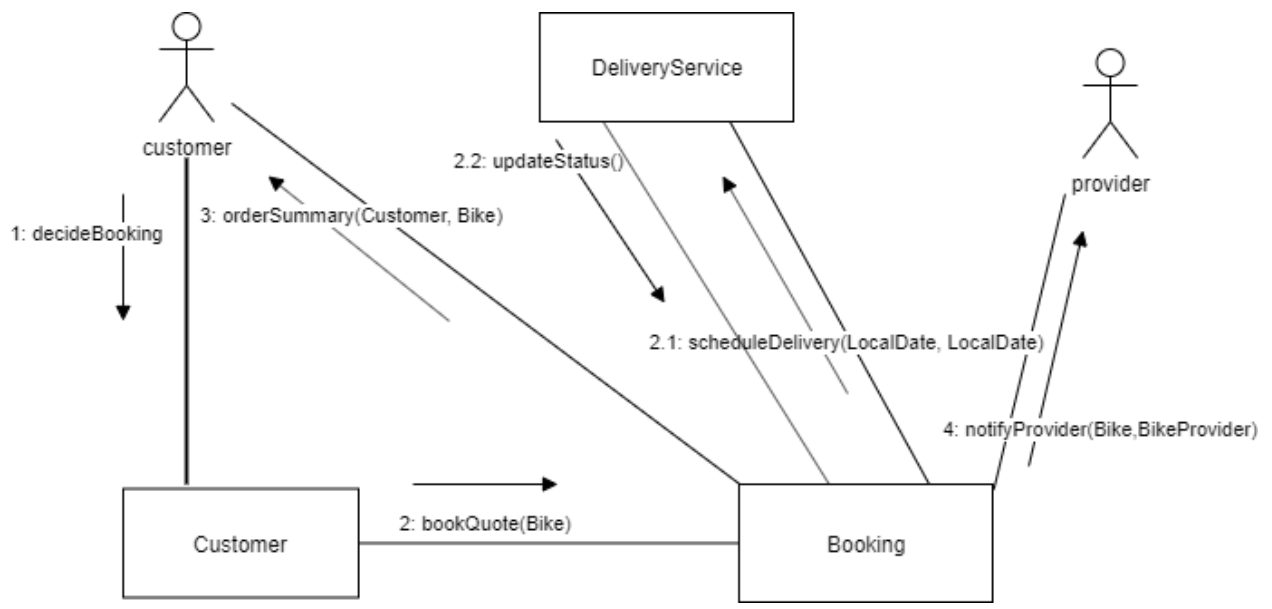 DeliveryService
customer
2.2: updateStatus()
provider
3: orderSummary(Customer, Bike)
1: decideBooking
2.1: scheduleDelivery(LocalDate, LocalDate)
4: notifyProvider(Bike,BikeProvider)
2: bookQuote(Bike)
Customer
Booking